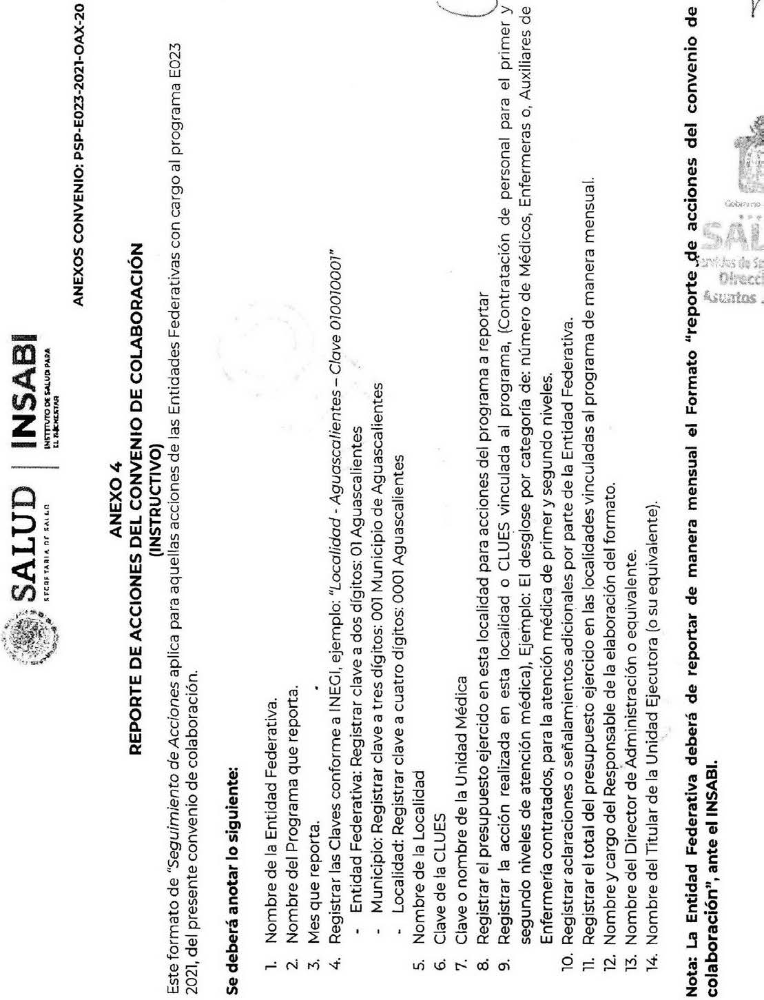 SALUD
SECRETARÍA DE SALUD
INSABI
INSTITUTO DE SALUD PARA
EL BIENESTAR
ANEXOS CONVENIO: PSP-E023-2021-OAX-20
ANEXO 4
REPORTE DE ACCIONES DEL CONVENIO DE COLABORACIÓN
(INSTRUCTIVO)
Este formato de "Seguimiento de Acciones aplica para aquellas acciones de las Entidades Federativas con cargo al programa E023
2021, del presente convenio de colaboración.
Se deberá anotar lo siguiente:
1. Nombre de la Entidad Federativa.
2. Nombre del Programa que reporta.
3. Mes que reporta.
4. Registrar las Claves conforme a INEGI, ejemplo: "Localidad - Aguascalientes – Clave 010010001"
- Entidad Federativa: Registrar clave a dos dígitos: 01 Aguascalientes
- Municipio: Registrar clave a tres dígitos: 001 Municipio de Aguascalientes
- Localidad: Registrar clave a cuatro dígitos: 0001 Aguascalientes
5. Nombre de la Localidad
6. Clave de la CLUES
7. Clave o nombre de la Unidad Médica
8. Registrar el presupuesto ejercido en esta localidad para acciones del programa a reportar
9. Registrar la acción realizada en esta localidad o CLUES vinculada al programa, (Contratación de personal para el primer y
segundo niveles de atención médica), Ejemplo: El desglose por categoría de: número de Médicos, Enfermeras o, Auxiliares de
Enfermería contratados, para la atención médica de primer y segundo niveles.
10. Registrar aclaraciones o señalamientos adicionales por parte de la Entidad Federativa.
11. Registrar el total del presupuesto ejercido en las localidades vinculadas al programa de manera mensual.
12. Nombre y cargo del Responsable de la elaboración del formato.
13. Nombre del Director de Administración o equivalente.
14. Nombre del Titular de la Unidad Ejecutora (o su equivalente).
Nota: La Entidad Federativa deberá de reportar de manera mensual el Formato "reporte de acciones del convenio de
colaboración", ante el INSABI.
Gobierno
SAL
de
Direcci
Asuntos